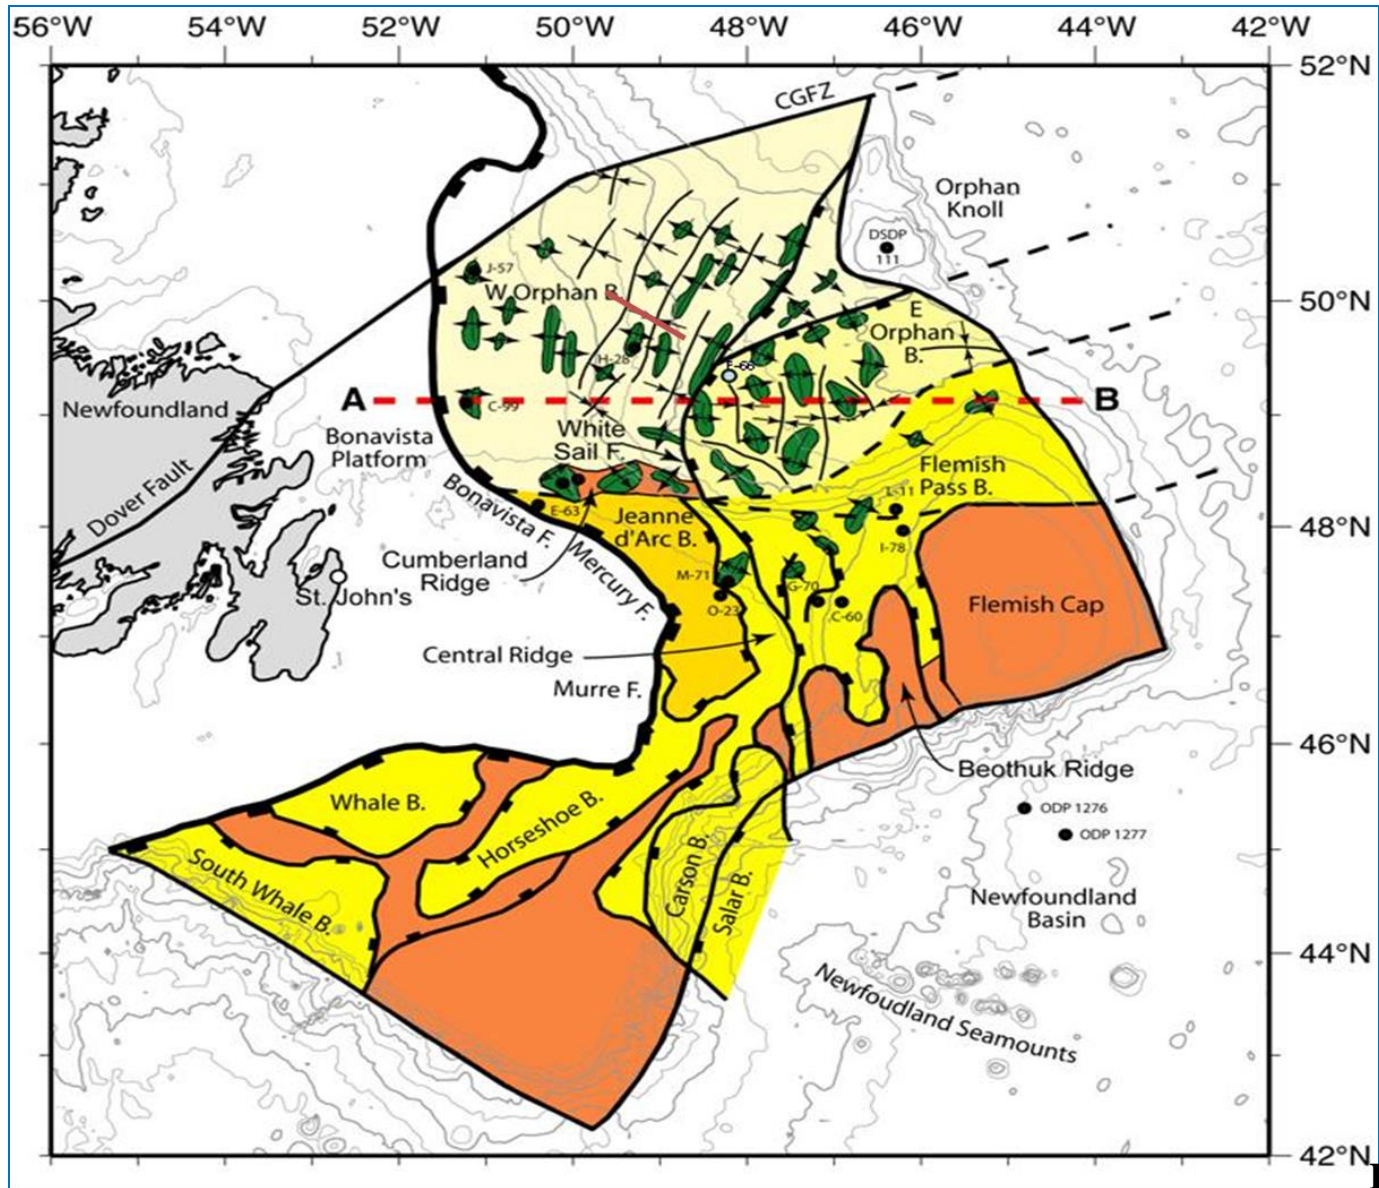 56°W 54°W 52°W 50°W 48°W 46°W 44°W 42°W
52°N
CGFZ
Orphan
Knoll
DSDP
111
J-57
W Orphan B.
50°N
E
Orphan
B.
H-28
F-66
Newfoundland
A
C-99
B
Bonavista
Platform
White
Sail F.
Flemish
Pass B.
Dover Fault
Bonavista F.
E-63
Jeanne
d'Arc B.
L-11
48°N
I-78
Cumberland
Ridge
Mercury F.
M-71
G-70
St. John's
O-23
C-60
Flemish Cap
Central Ridge
Murre F.
46°N
Beothuk Ridge
Whale B.
Horseshoe B.
ODP 1276
ODP 1277
South Whale B.
Carson B.
Salar B.
Newfoundland
Basin
44°N
Newfoudland Seamounts
42°N